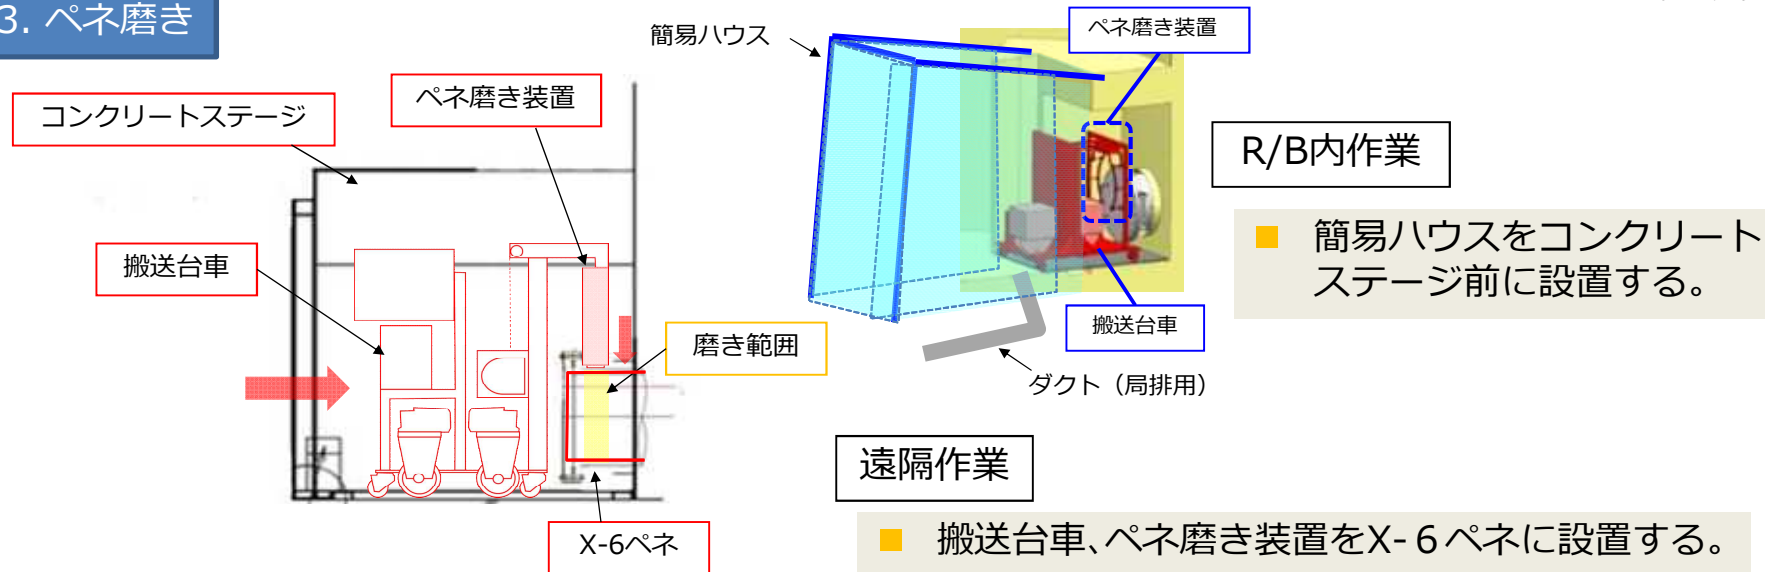 3. ペネ磨き
簡易ハウス
ペネ磨き装置
コンクリートステージ
ペネ磨き装置
搬送台車
磨き範囲
X-6ペネ
搬送台車
ダクト（局排用）
R/B内作業
■ 簡易ハウスをコンクリート
ステージ前に設置する。
遠隔作業
■ 搬送台車、ペネ磨き装置をX-６ペネに設置する。